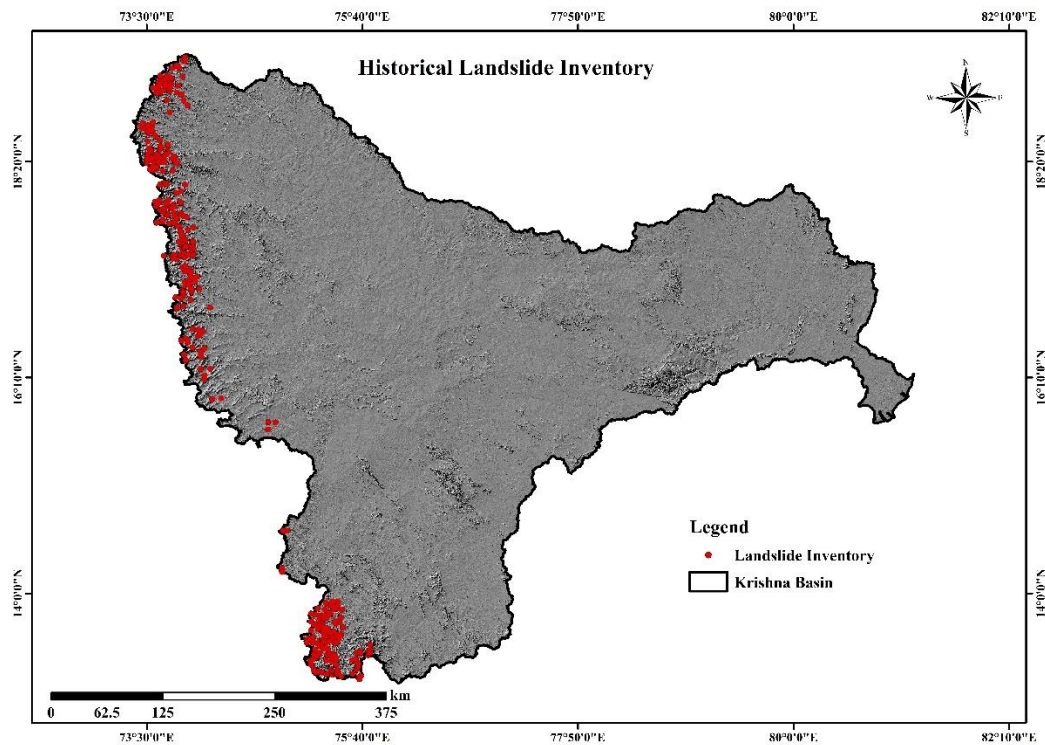 73°30'0"E 75°40'0"E 77°50'0"E 80°0'0"E 82°10'0"E
Historical Landslide Inventory
N
W E
S
18°20'0"N 18°20'0"N
16°10'0"N 16°10'0"N
Legend
Landslide Inventory
Krishna Basin
14°0'0"N 14°0'0"N
km
0 62.5 125 250 375
73°30'0"E 75°40'0"E 77°50'0"E 80°0'0"E 82°10'0"E